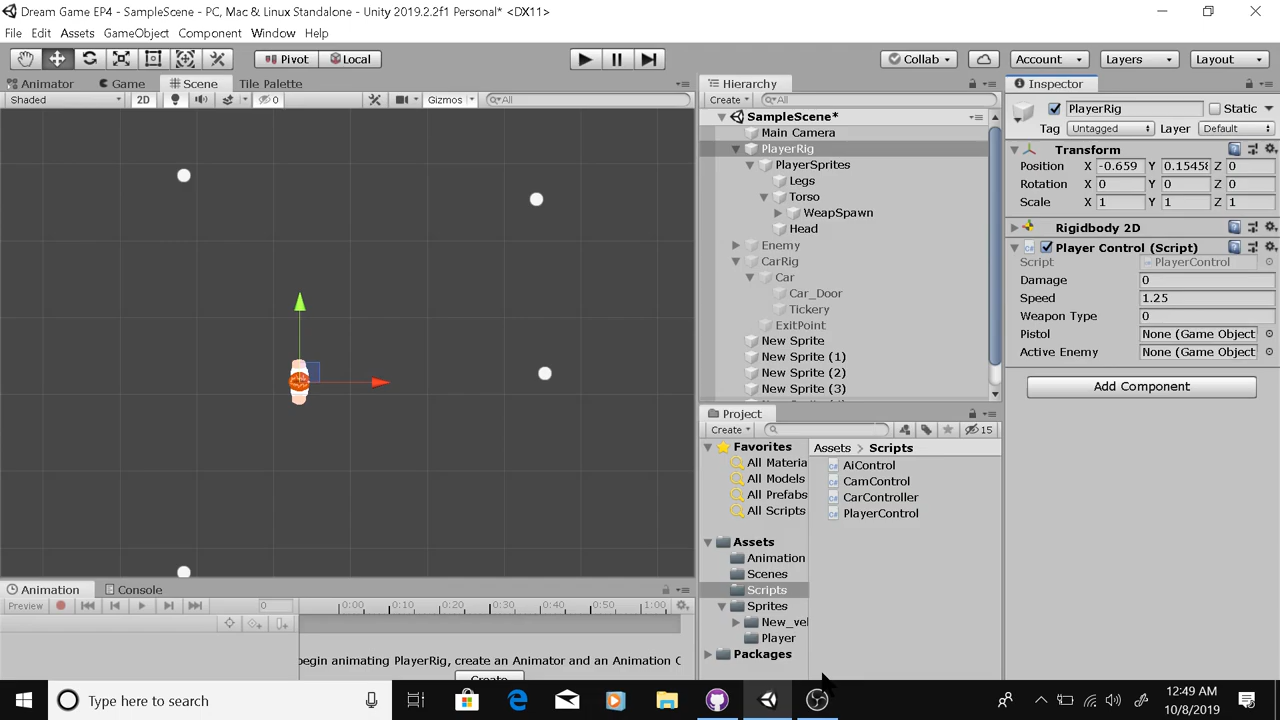 Dream Game EP4 - SampleScene - PC, Mac & Linux Standalone - Unity 2019.2.2f1 Personal* <DX11>
File Edit Assets GameObject Component Window Help
Pivot Local Collab Account Layers Layout
Animator Game Scene Tile Palette
Shaded 2D 0 Gizmos All
Hierarchy
Create All
SampleScene*
Main Camera
PlayerRig
PlayerSprites
Legs
Torso
WeapSpawn
Head
Enemy
CarRig
Car
Car_Door
Tickery
ExitPoint
New Sprite
New Sprite (1)
New Sprite (2)
New Sprite (3)
Inspector
PlayerRig Static
Tag Untagged Layer Default
Transform
Position X -0.659 Y 0.15458 Z 0
Rotation X 0 Y 0 Z 0
Scale X 1 Y 1 Z 1
Rigidbody 2D
Player Control (Script)
Script PlayerControl
Damage 0
Speed 1.25
Weapon Type 0
Pistol None (Game Object
Active Enemy None (Game Object
Add Component
Project
Create 15
Favorites
All Materia
All Models
All Prefabs
All Scripts
Assets
Animation
Scenes
Scripts
Sprites
New_vel
Player
Packages
Assets > Scripts
AiControl
CamControl
CarController
PlayerControl
Animation Console
Preview 0 0:00 0:10 0:20 0:30 0:40 0:50 1:00
begin animating PlayerRig, create an Animator and an Animation C
Create
Type here to search
12:49 AM
10/8/2019